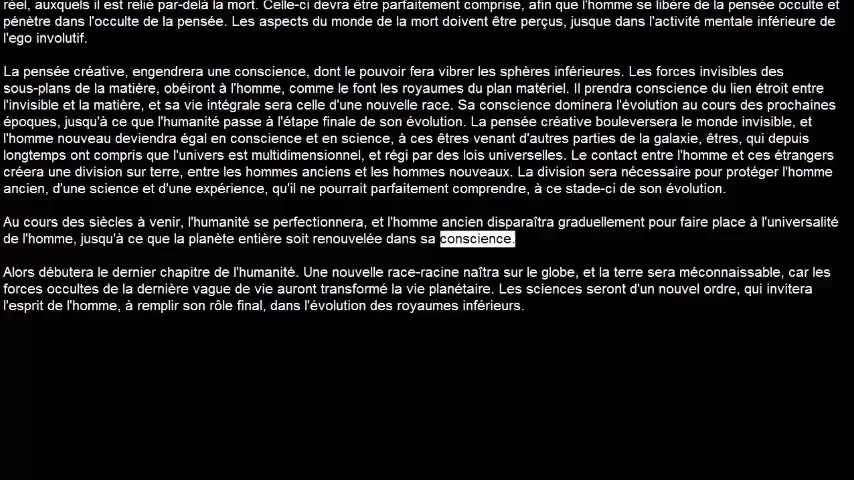 réel, auxquels il est relié par-delà la mort. Celle-ci devra être parfaitement comprise, afin que l'homme se libère de la pensée occulte et
pénètre dans l'occulte de la pensée. Les aspects du monde de la mort doivent être perçus, jusque dans l'activité mentale inférieure de
l'ego involutif.
La pensée créative, engendrera une conscience, dont le pouvoir fera vibrer les sphères inférieures. Les forces invisibles des
sous-plans de la matière, obéiront à l'homme, comme le font les royaumes du plan matériel. Il prendra conscience du lien étroit entre
l'invisible et la matière, et sa vie intégrale sera celle d'une nouvelle race. Sa conscience dominera l'évolution au cours des prochaines
époques, jusqu'à ce que l'humanité passe à l'étape finale de son évolution. La pensée créative bouleversera le monde invisible, et
l'homme nouveau deviendra égal en conscience et en science, à ces êtres venant d'autres parties de la galaxie, êtres, qui depuis
longtemps ont compris que l'univers est multidimensionnel, et régi par des lois universelles. Le contact entre l'homme et ces étrangers
créera une division sur terre, entre les hommes anciens et les hommes nouveaux. La division sera nécessaire pour protéger l'homme
ancien, d'une science et d'une expérience, qu'il ne pourrait parfaitement comprendre, à ce stade-ci de son évolution.
Au cours des siècles à venir, l'humanité se perfectionnera, et l'homme ancien disparaîtra graduellement pour faire place à l'universalité
de l'homme, jusqu'à ce que la planète entière soit renouvelée dans sa conscience.
Alors débutera le dernier chapitre de l'humanité. Une nouvelle race-racine naîtra sur le globe, et la terre sera méconnaissable, car les
forces occultes de la dernière vague de vie auront transformé la vie planétaire. Les sciences seront d'un nouvel ordre, qui invitera
l'esprit de l'homme, à remplir son rôle final, dans l'évolution des royaumes inférieurs.